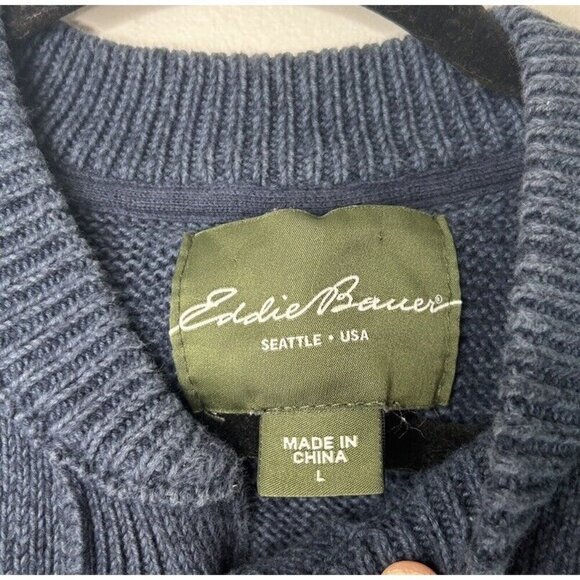 Eddie Bauer®
SEATTLE • USA
MADE IN
CHINA
L